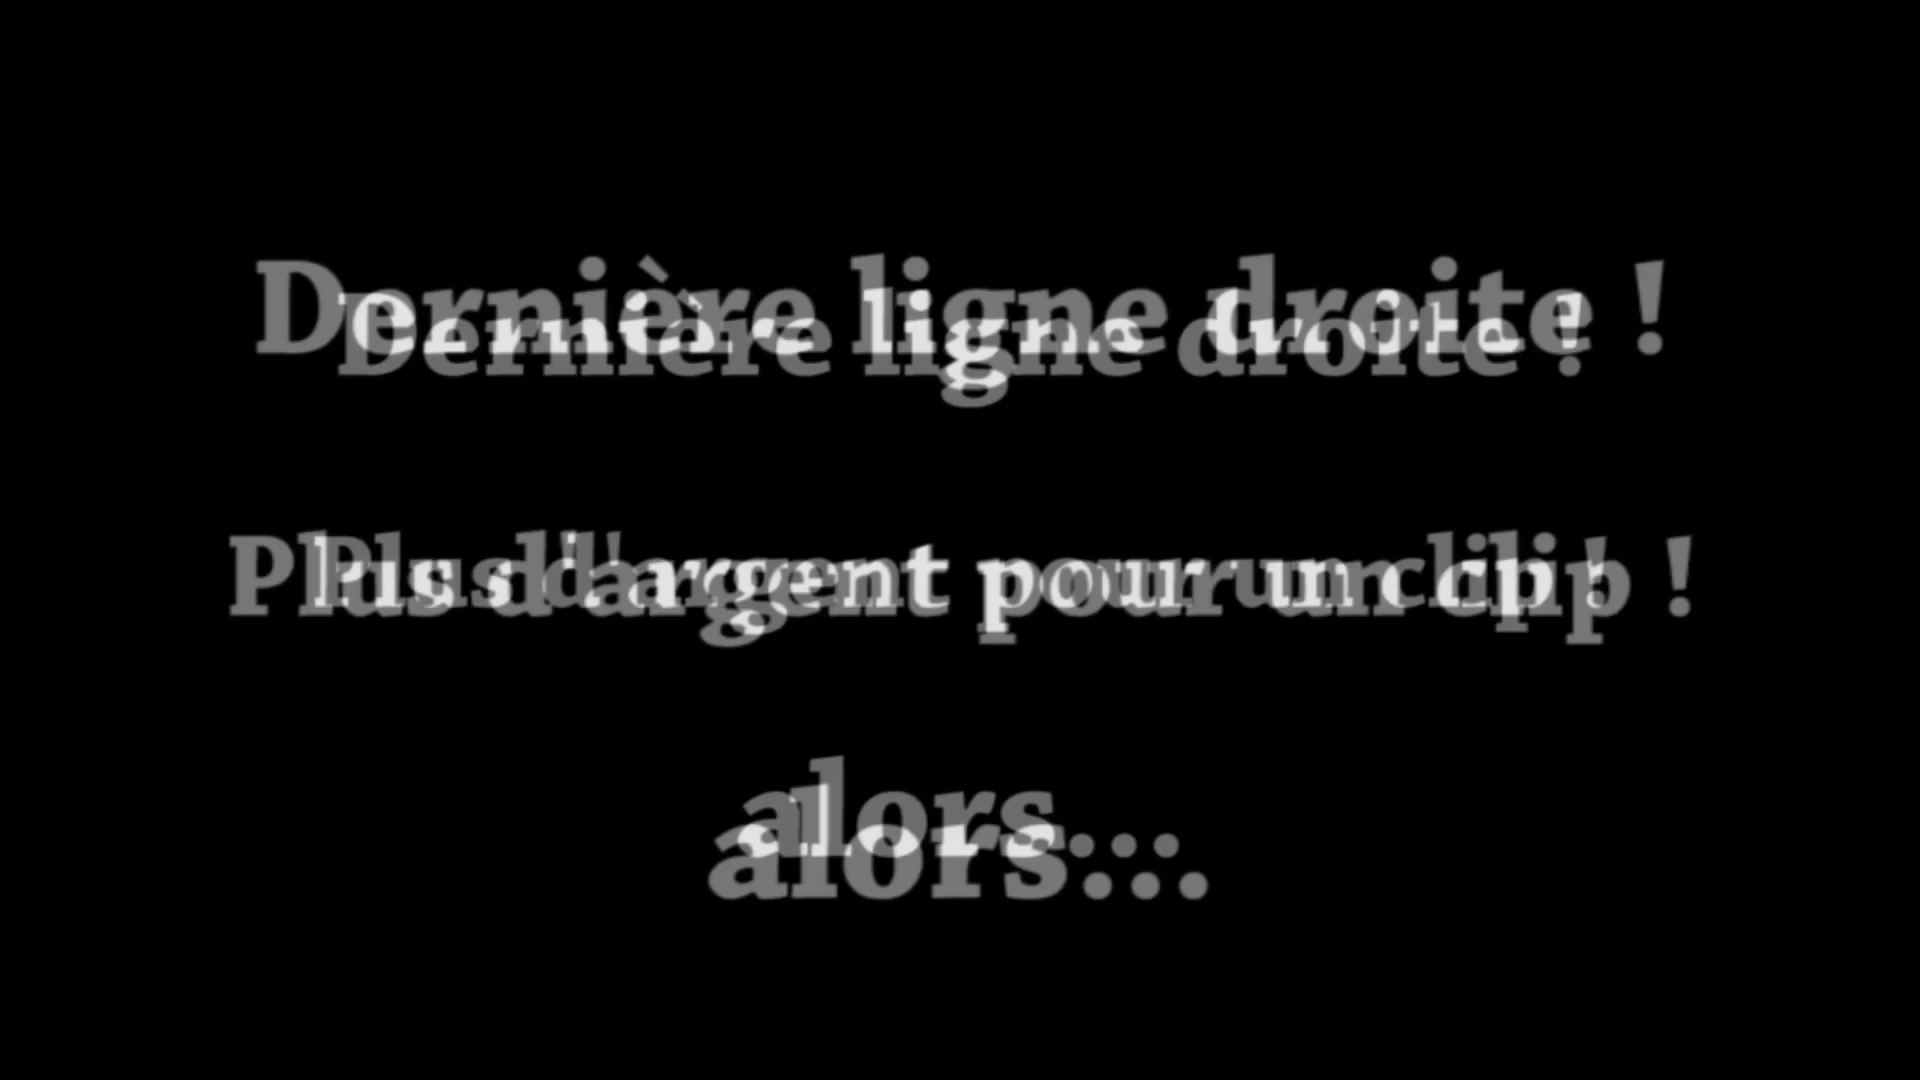 Dernière ligne droite !
Plus d'argent pour un clip !
alors...